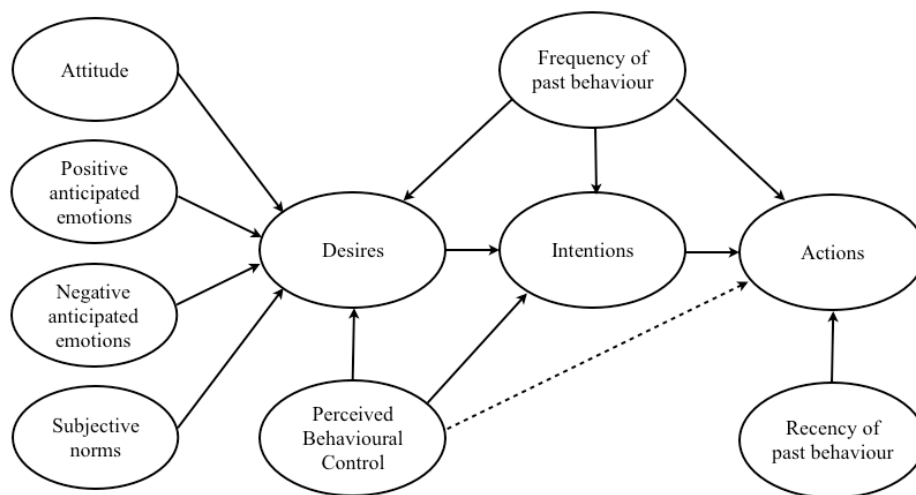 Attitude
Positive
anticipated
emotions
Negative
anticipated
emotions
Subjective
norms
Desires
Perceived
Behavioural
Control
Frequency of
past behaviour
Intentions
Actions
Recency of
past behaviour